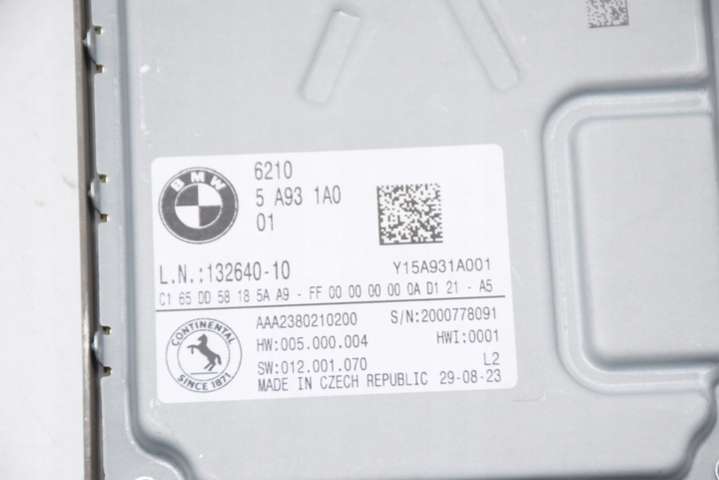 BMW
6210
5 A93 1A0
01
L.N.:132640-10
Y15A931A001
C1 65 DD 58 18 5A A9 - FF 00 00 00 00 0A D1 21 - A5
CONTINENTAL
SINCE 1871
AAA2380210200
S/N:2000778091
HW:005.000.004
HWI:0001
SW:012.001.070
L2
MADE IN CZECH REPUBLIC 29-08-23